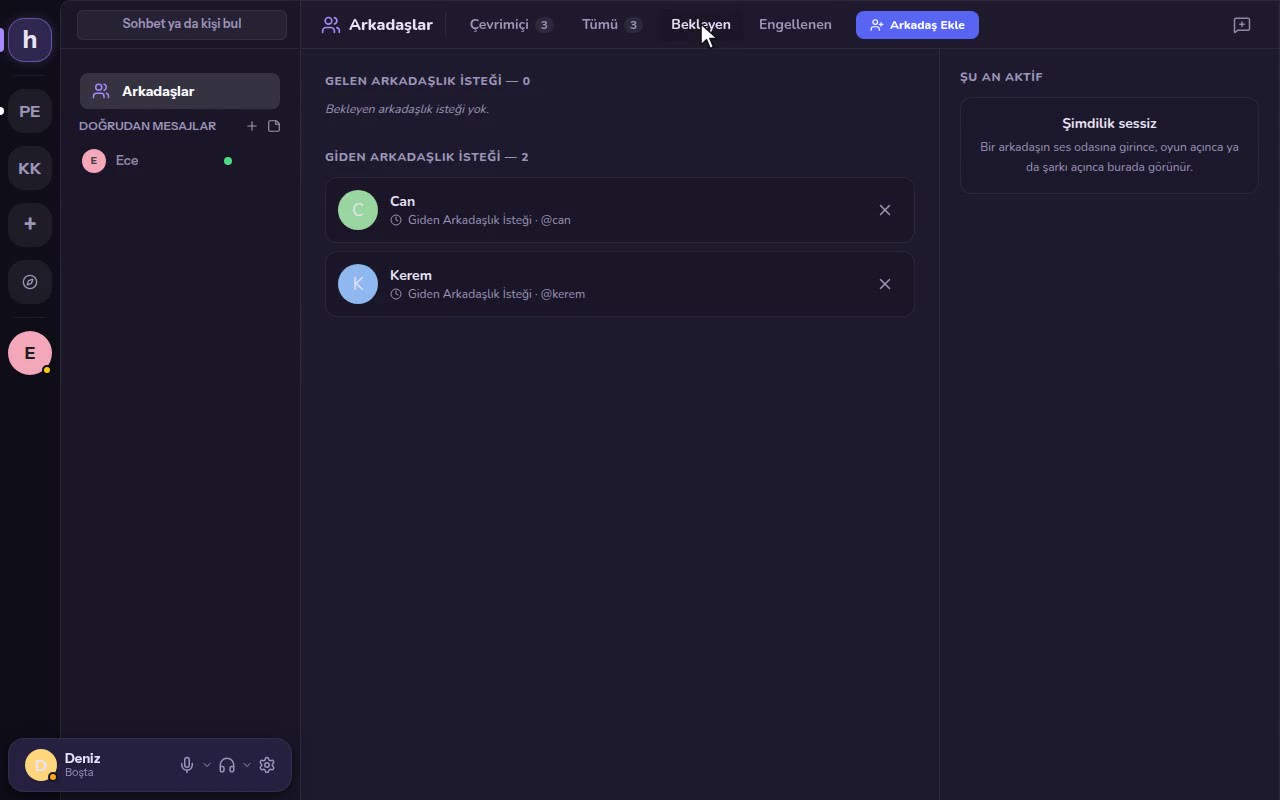 h
PE
KK
+
E
Sohbet ya da kişi bul
Arkadaşlar
DOĞRUDAN MESAJLAR
E Ece
D Deniz
Boşta
Arkadaşlar Çevrimiçi 3 Tümü 3 Bekleyen Engellenen Arkadaş Ekle
GELEN ARKADAŞLIK İSTEĞİ — 0
Bekleyen arkadaşlık isteği yok.
GİDEN ARKADAŞLIK İSTEĞİ — 2
C Can
Giden Arkadaşlık İsteği · @can
K Kerem
Giden Arkadaşlık İsteği · @kerem
ŞU AN AKTİF
Şimdilik sessiz
Bir arkadaşın ses odasına girince, oyun açınca ya
da şarkı açınca burada görünür.